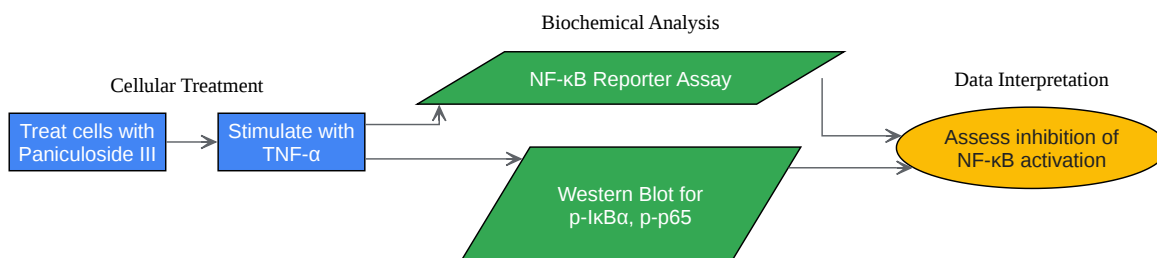 Biochemical Analysis
NF-κB Reporter Assay
Cellular Treatment
Data Interpretation
Treat cells with
Paniculoside III
Stimulate with
TNF-α
Assess inhibition of
NF-κB activation
Western Blot for
p-IκBα, p-p65